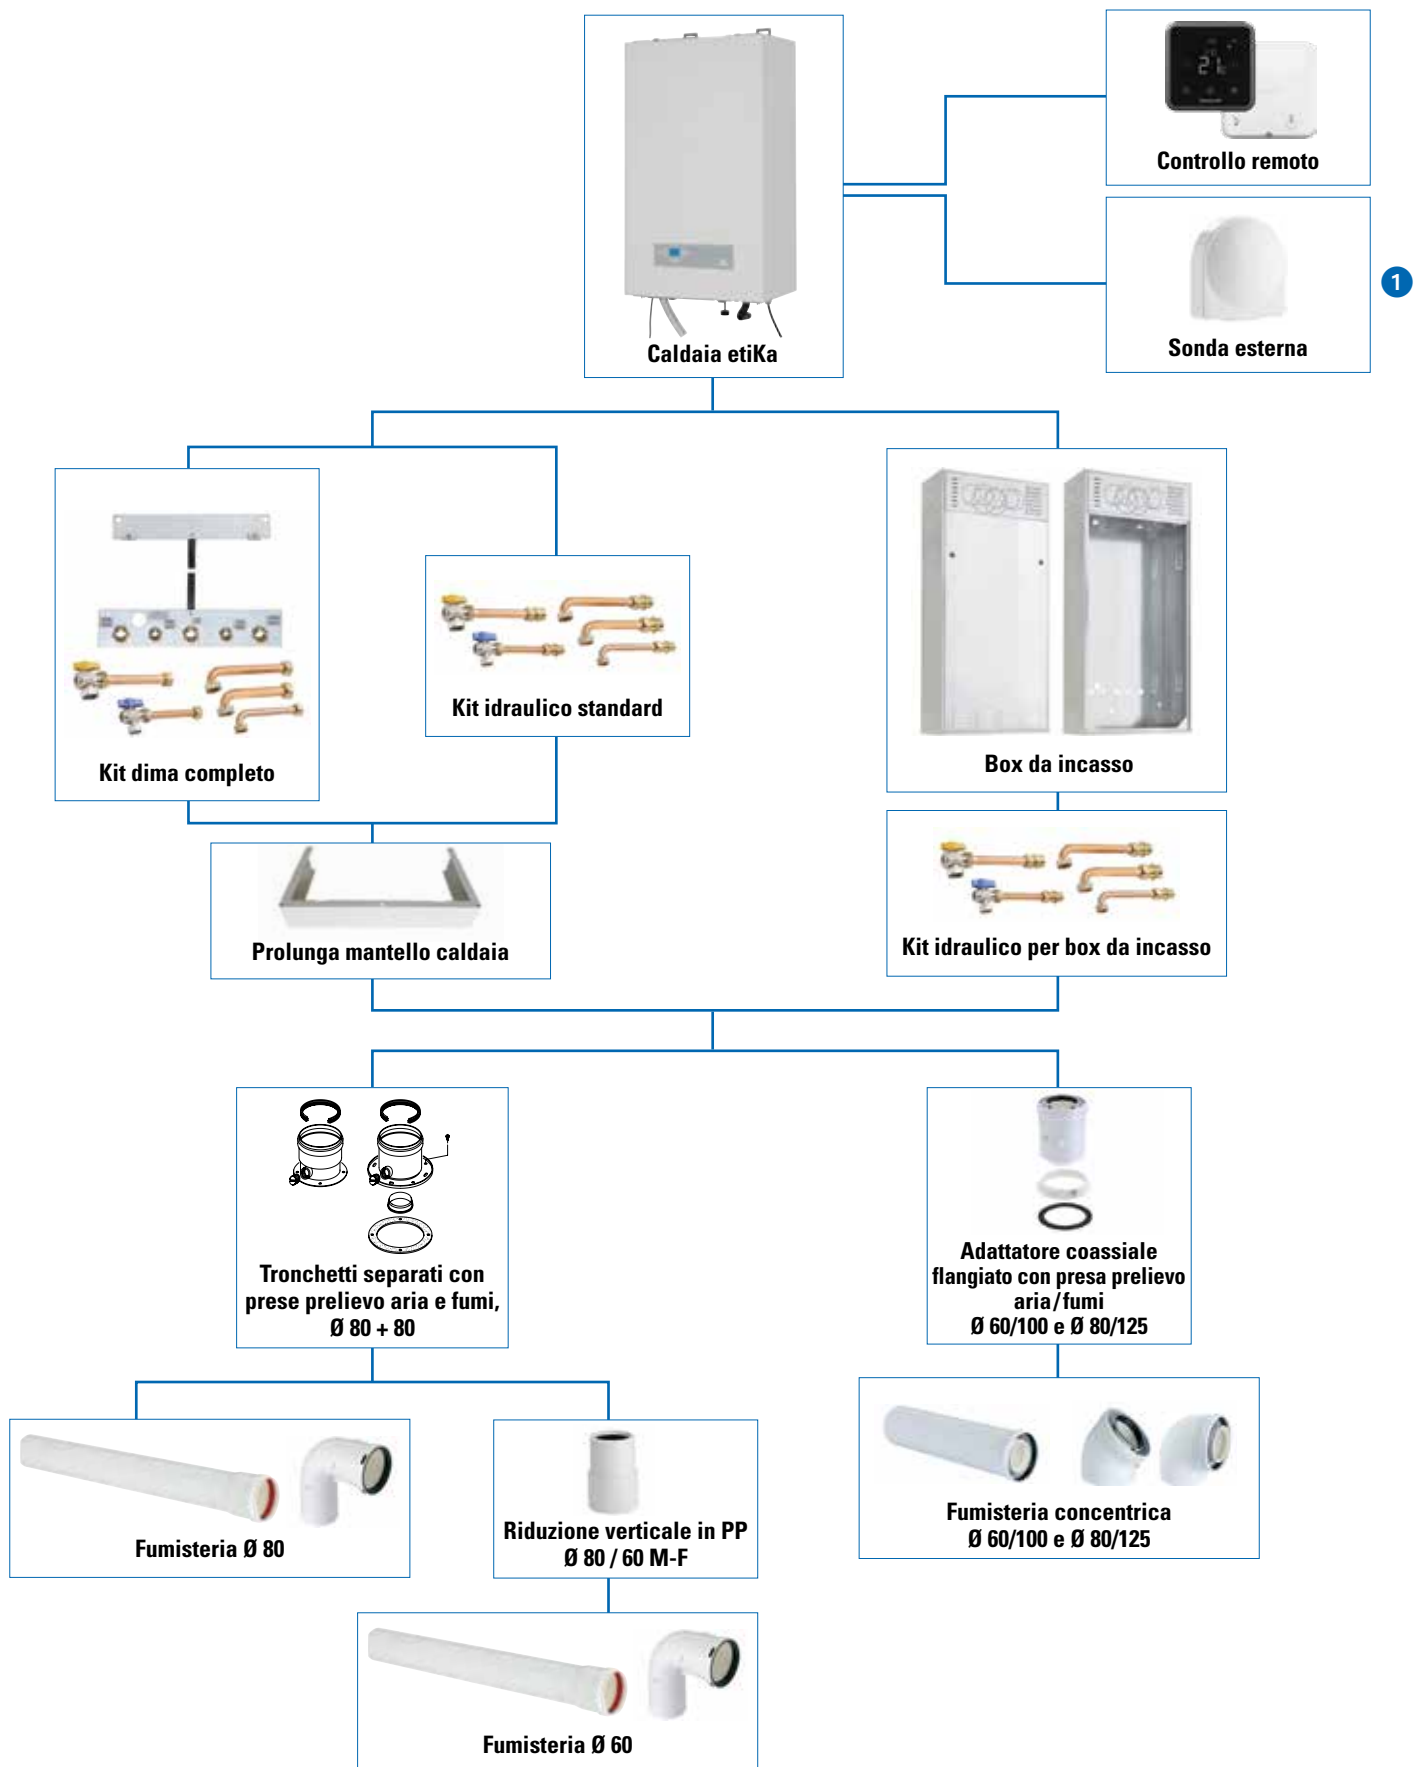 21
Controllo remoto
1
Sonda esterna
Caldaia etiKa
Kit dima completo
Kit idraulico standard
Box da incasso
Prolunga mantello caldaia
Kit idraulico per box da incasso
Tronchetti separati con
prese prelievo aria e fumi,
Ø 80 + 80
Adattatore coassiale
flangiato con presa prelievo
aria/fumi
Ø 60/100 e Ø 80/125
Fumisteria Ø 80
Riduzione verticale in PP
Ø 80 / 60 M-F
Fumisteria concentrica
Ø 60/100 e Ø 80/125
Fumisteria Ø 60